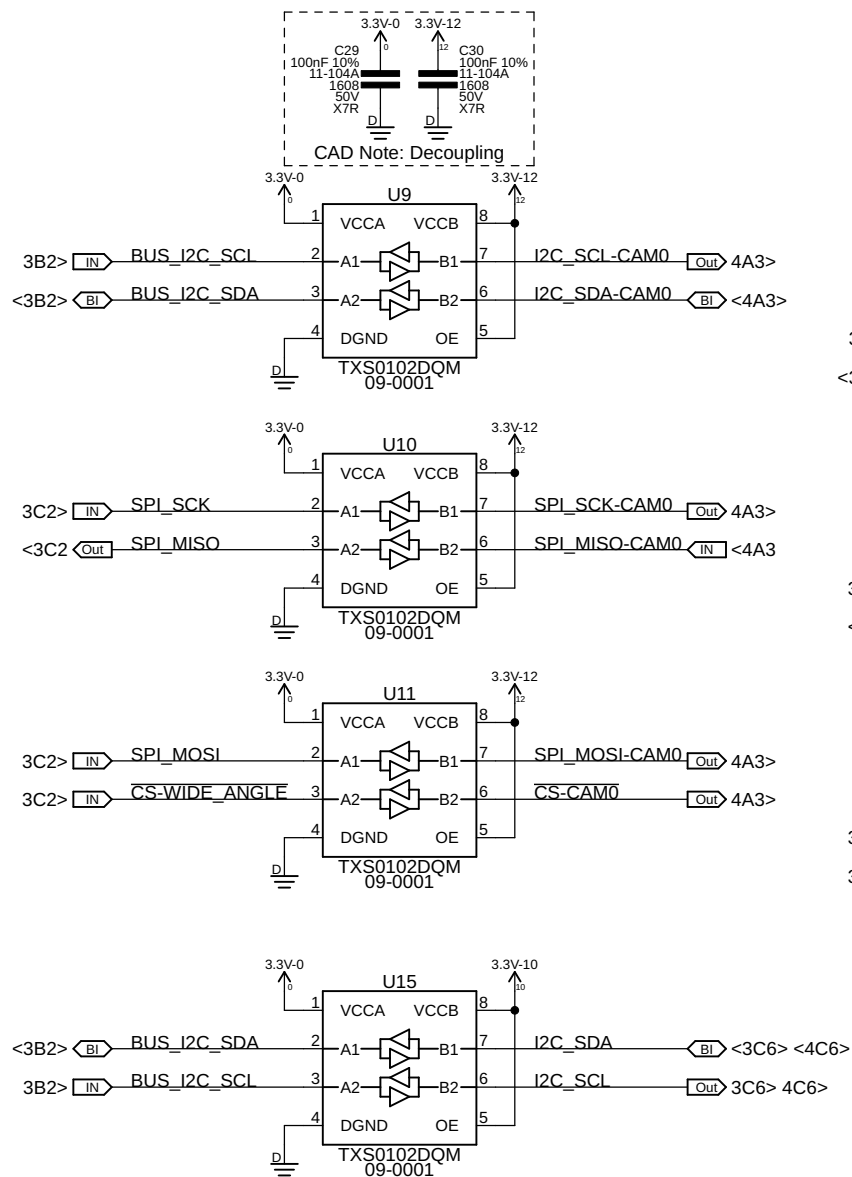 3.3V-0 3.3V-12
0 12
C29 C30
100nF 10% 100nF 10%
11-104A 11-104A
1608 1608
50V 50V
X7R X7R
D D
CAD Note: Decoupling
3.3V-0 3.3V-12
0 U9 12
1 VCCA VCCB 8
3B2> IN BUS_I2C_SCL 2 A1 B1 7 I2C_SCL-CAM0 Out 4A3>
<3B2> BI BUS_I2C_SDA 3 A2 B2 6 I2C_SDA-CAM0 BI <4A3>
4 DGND OE 5
D TXS0102DQM
09-0001
3.3V-0 3.3V-12
0 U10 12
1 VCCA VCCB 8
3C2> IN SPI_SCK 2 A1 B1 7 SPI_SCK-CAM0 Out 4A3>
<3C2 Out SPI_MISO 3 A2 B2 6 SPI_MISO-CAM0 IN <4A3
4 DGND OE 5
D TXS0102DQM
09-0001
3.3V-0 3.3V-12
0 U11 12
1 VCCA VCCB 8
3C2> IN SPI_MOSI 2 A1 B1 7 SPI_MOSI-CAM0 Out 4A3>
3C2> IN CS-WIDE_ANGLE 3 A2 B2 6 CS-CAM0 Out 4A3>
4 DGND OE 5
D TXS0102DQM
09-0001
3.3V-0 3.3V-10
0 U15 10
1 VCCA VCCB 8
<3B2> BI BUS_I2C_SDA 2 A1 B1 7 I2C_SDA BI <3C6> <4C6>
3B2> IN BUS_I2C_SCL 3 A2 B2 6 I2C_SCL Out 3C6> 4C6>
4 DGND OE 5
D TXS0102DQM
09-0001